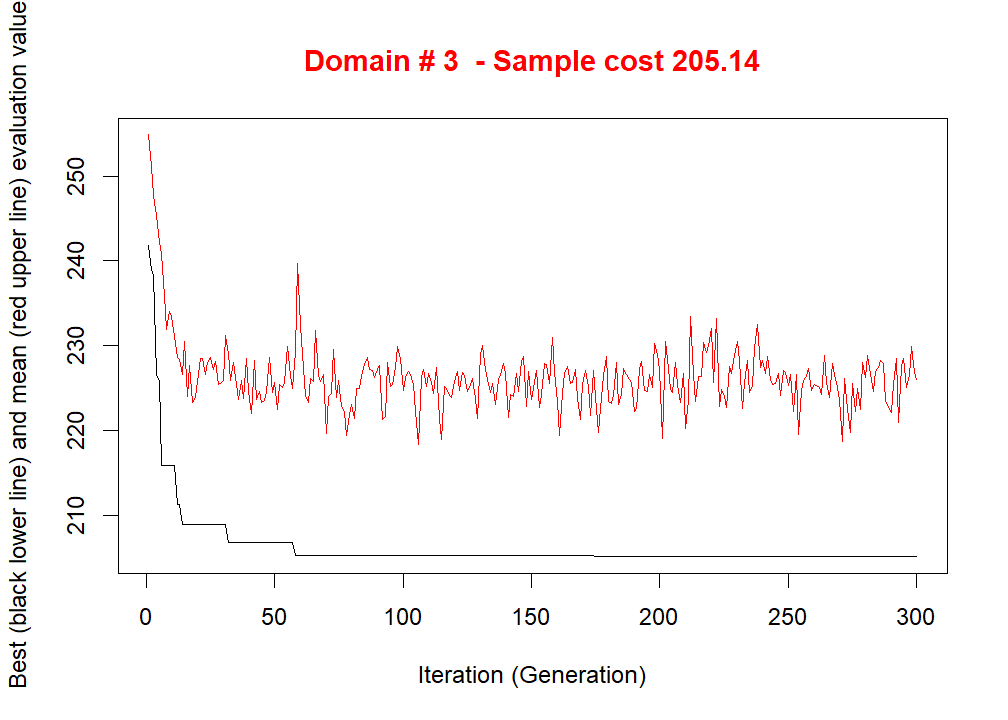 Domain # 3  - Sample cost 205.14
Best (black lower line) and mean (red upper line) evaluation value
250
240
230
220
210
0 50 100 150 200 250 300
Iteration (Generation)